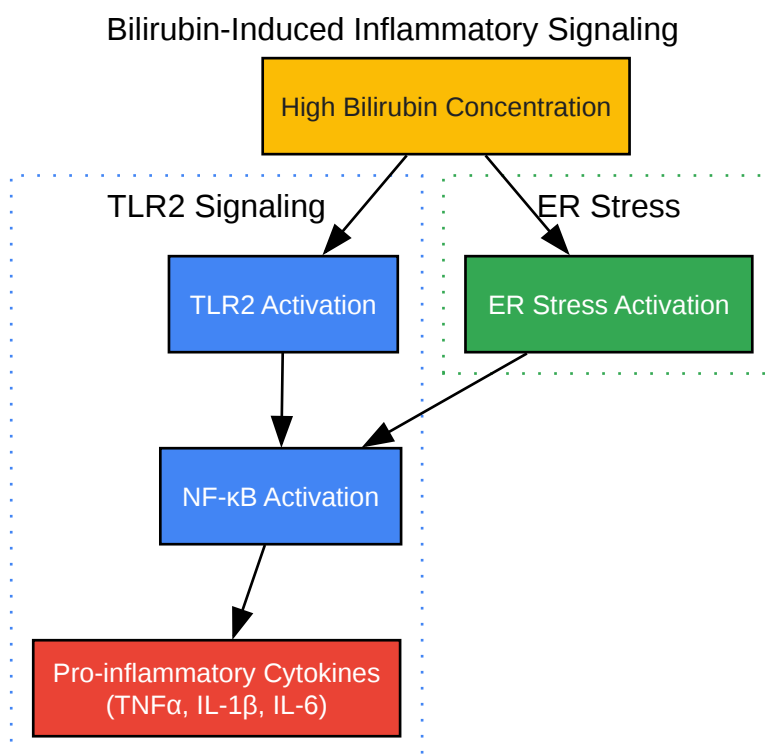 Bilirubin-Induced Inflammatory Signaling
High Bilirubin Concentration
TLR2 Signaling
ER Stress
TLR2 Activation
ER Stress Activation
NF-κB Activation
Pro-inflammatory Cytokines
(TNFα, IL-1β, IL-6)